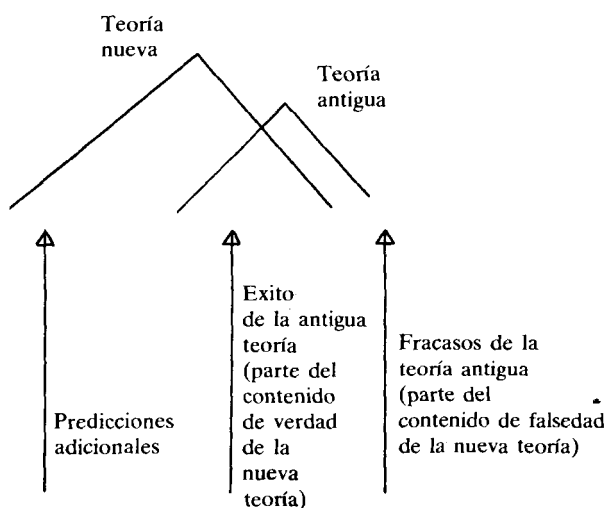 Teoría
nueva
Teoría
antigua
Predicciones
adicionales
Exito
de la antigua
teoría
(parte del
contenido
de verdad
de la
nueva
teoría)
Fracasos de la
teoría antigua
(parte del
contenido de falsedad
de la nueva teoría)